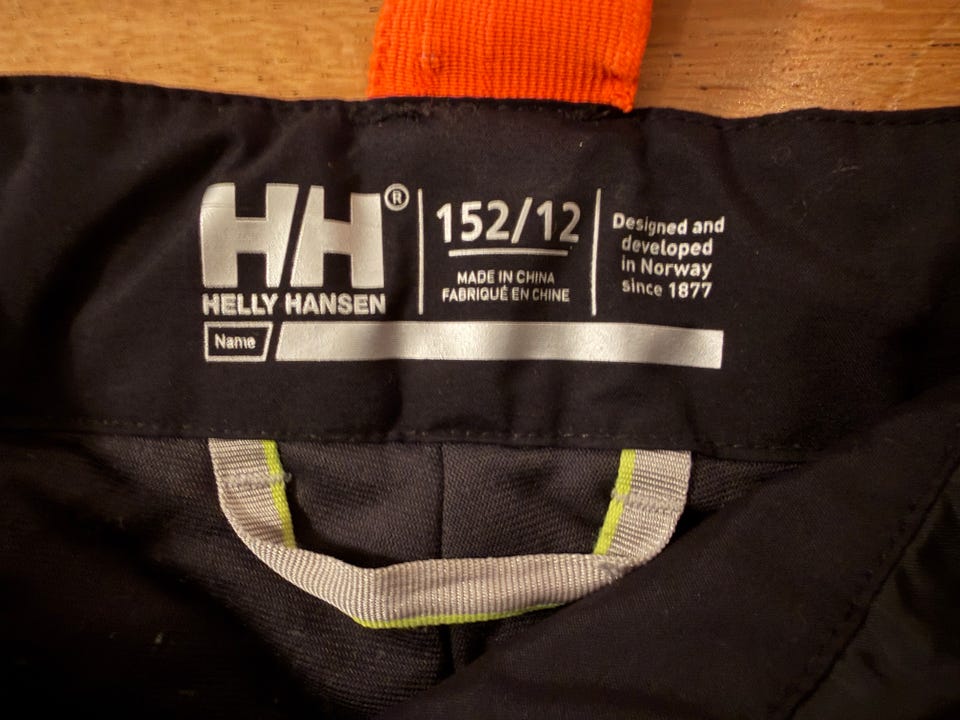 HH®
HELLY HANSEN
152/12
MADE IN CHINA
FABRIQUÉ EN CHINE
Designed and
developed
in Norway
since 1877
Name